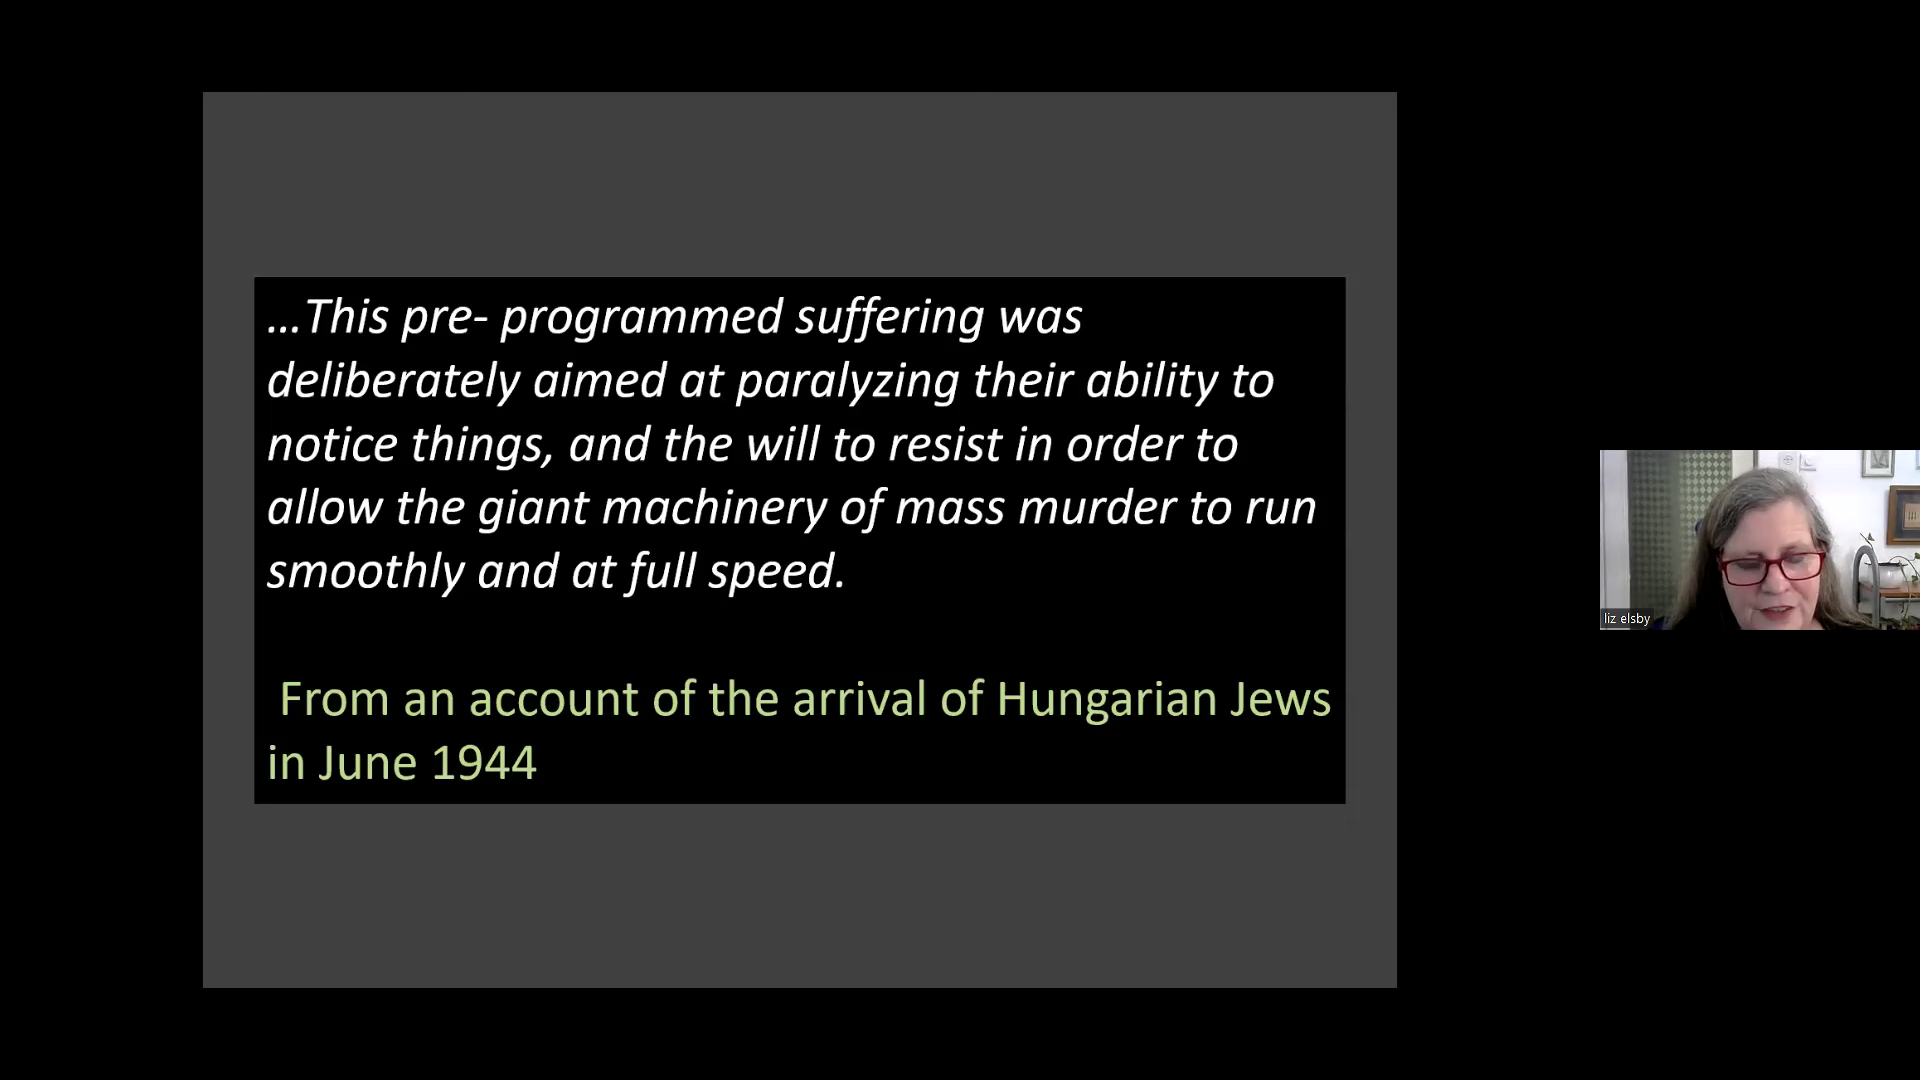 ...This pre- programmed suffering was
deliberately aimed at paralyzing their ability to
notice things, and the will to resist in order to
allow the giant machinery of mass murder to run
smoothly and at full speed.
From an account of the arrival of Hungarian Jews
in June 1944
liz elsby